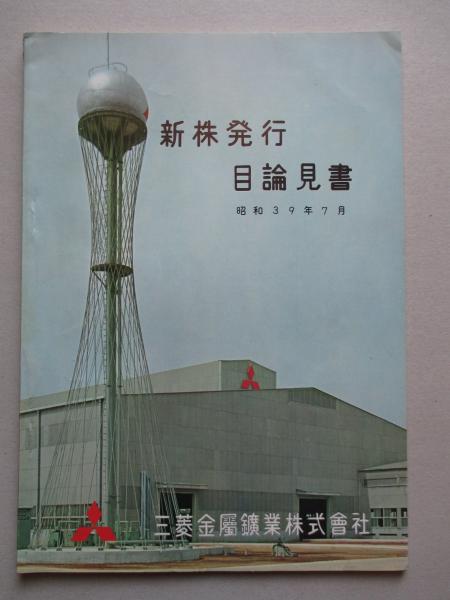 新株発行
目論見書
昭和39年7月
三菱金屬鑛業株式會社